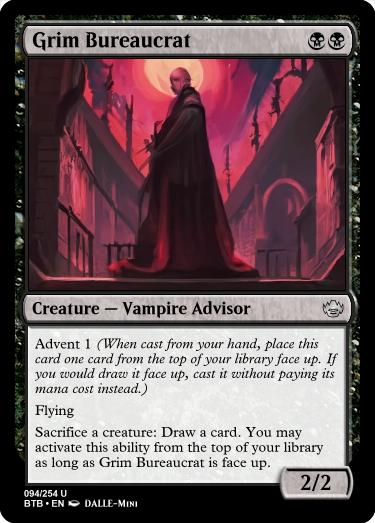 Grim Bureaucrat
Creature — Vampire Advisor
Advent 1 (When cast from your hand, place this
card one card from the top of your library face up. If
you would draw it face up, cast it without paying its
mana cost instead.)
Flying
Sacrifice a creature: Draw a card. You may
activate this ability from the top of your library
as long as Grim Bureaucrat is face up.
2/2
094/254 U
BTB • EN DALLE-Mini